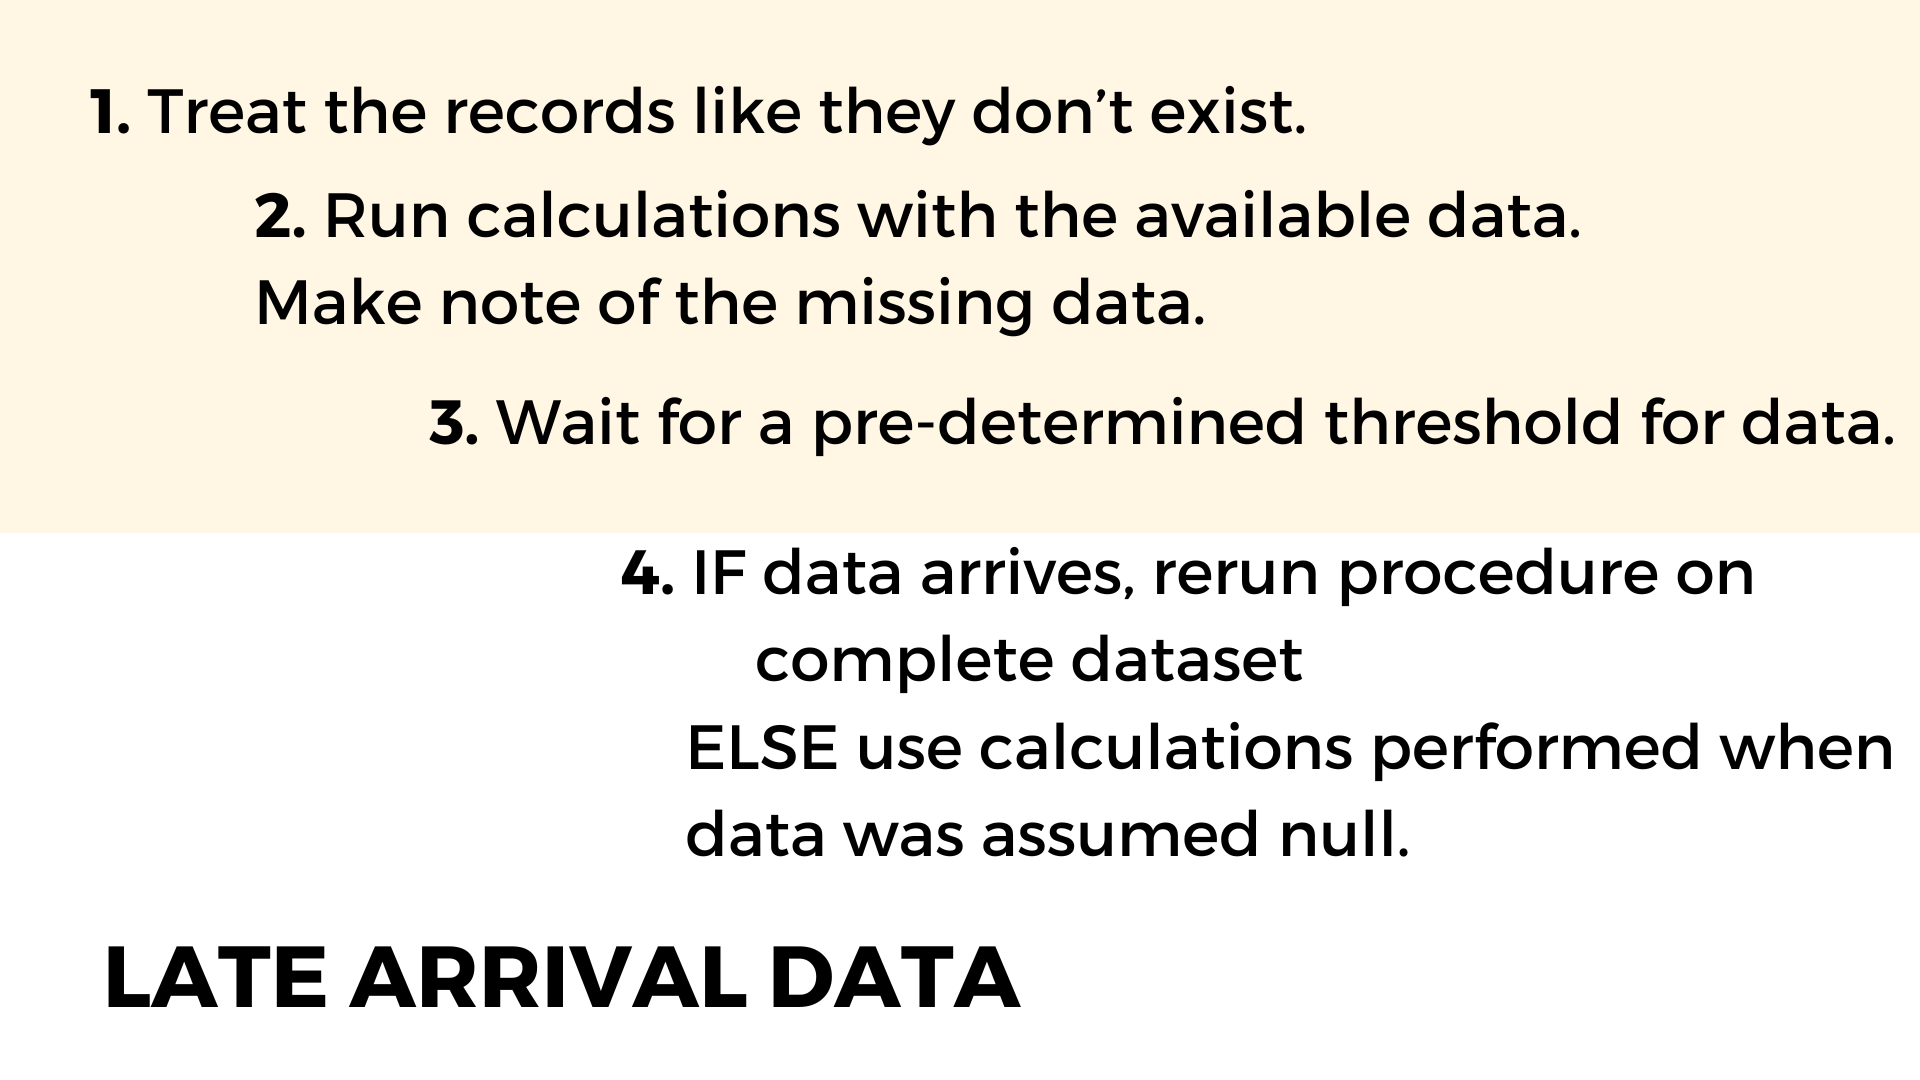 1. Treat the records like they don’t exist.
2. Run calculations with the available data.
Make note of the missing data.
3. Wait for a pre-determined threshold for data.
4. IF data arrives, rerun procedure on
complete dataset
ELSE use calculations performed when
data was assumed null.
LATE ARRIVAL DATA